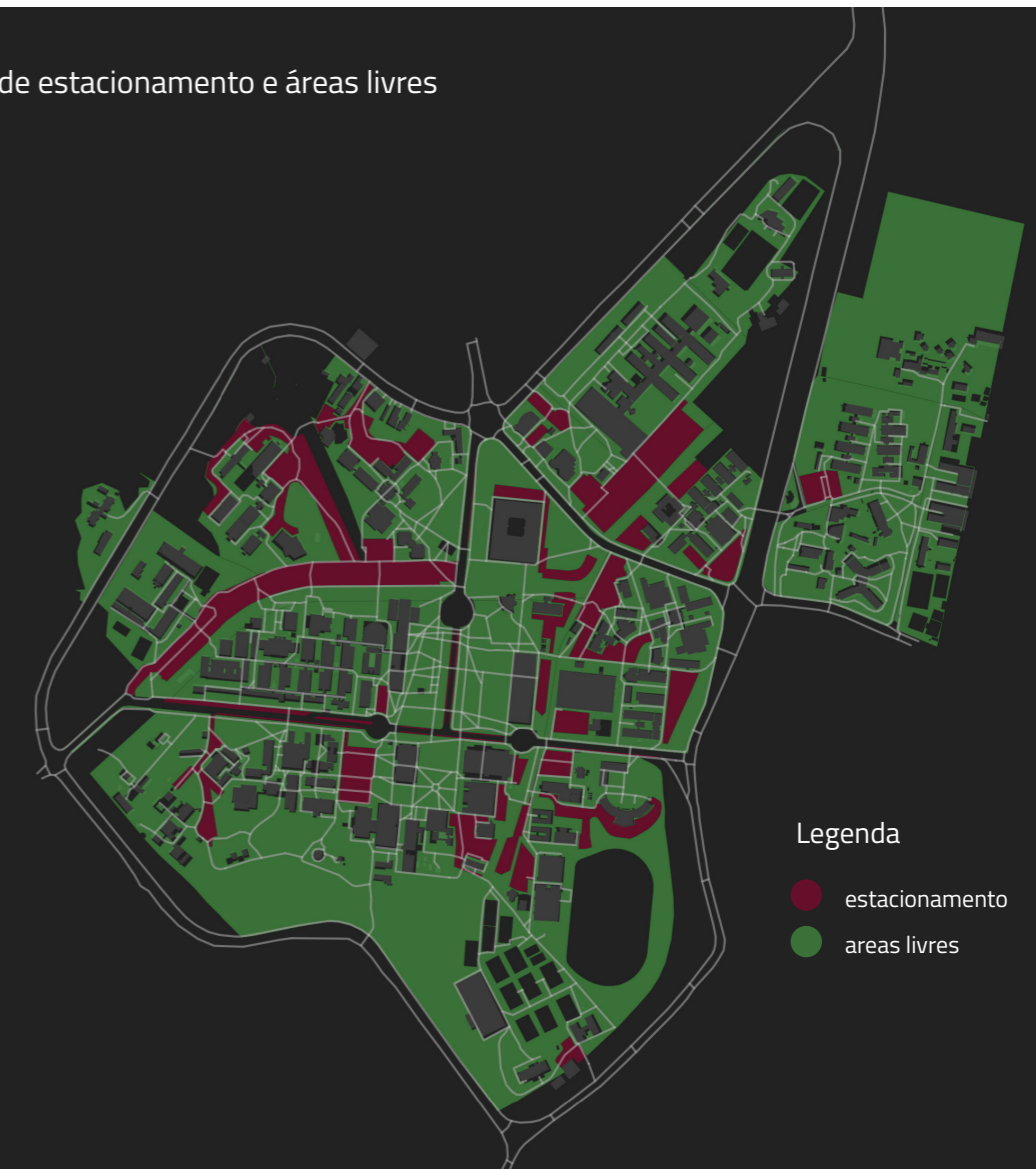 de estacionamento e áreas livres
Legenda
estacionamento
areas livres